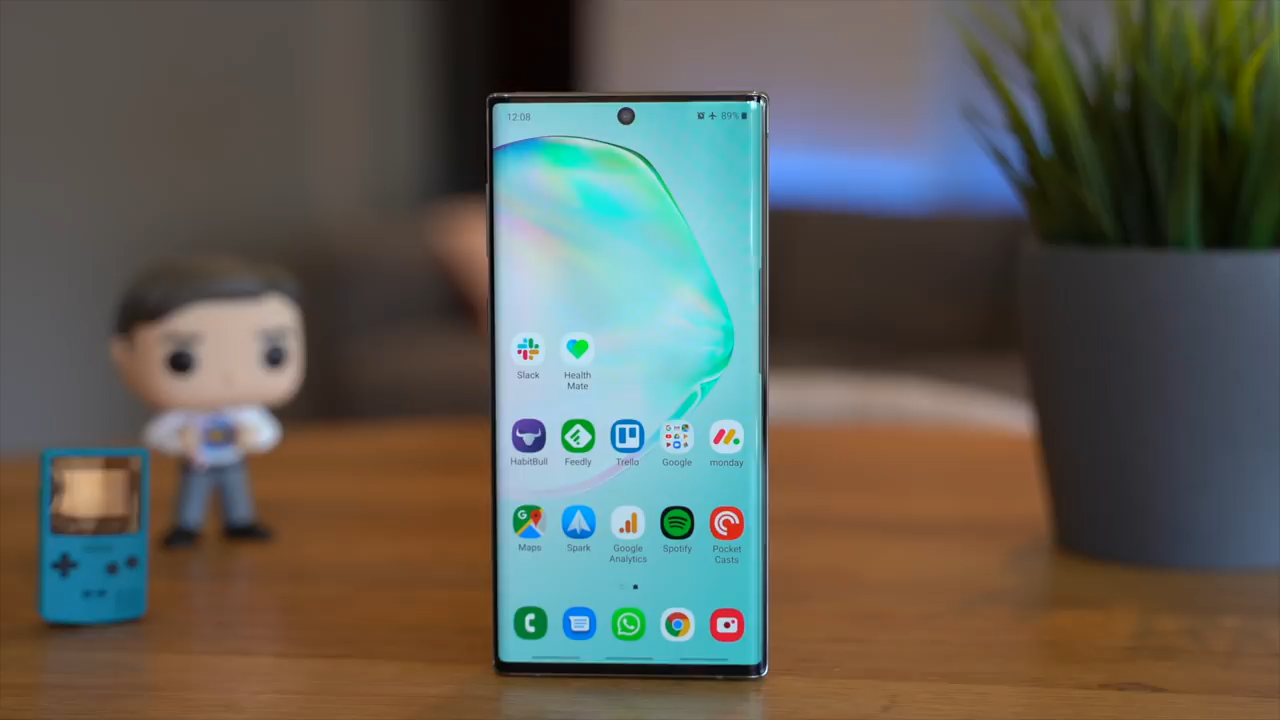 12:08
89%
Slack
Health
Mate
HabitBull
Feedly
Trello
Google
monday
Maps
Spark
Google
Analytics
Spotify
Pocket
Casts